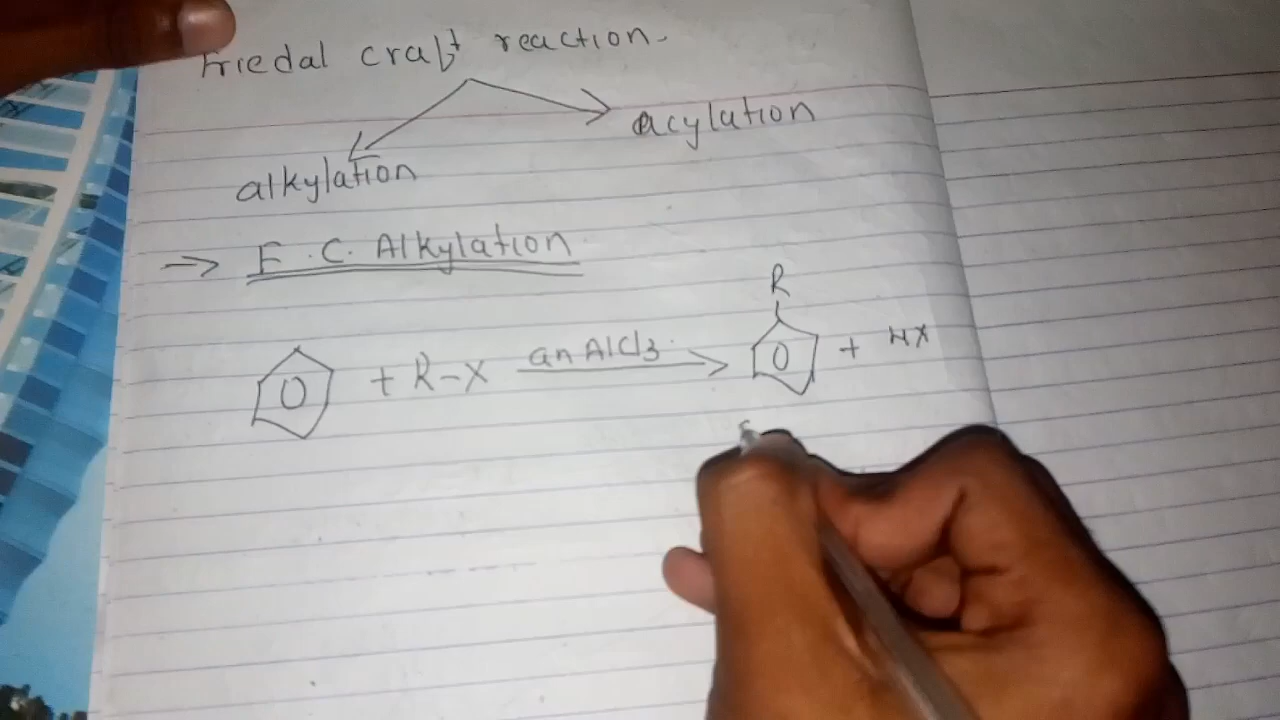 Friedal craft reaction.
acylation
alkylation
→ F.C. Alkylation
+ R-X an AlCl3 → R + HX